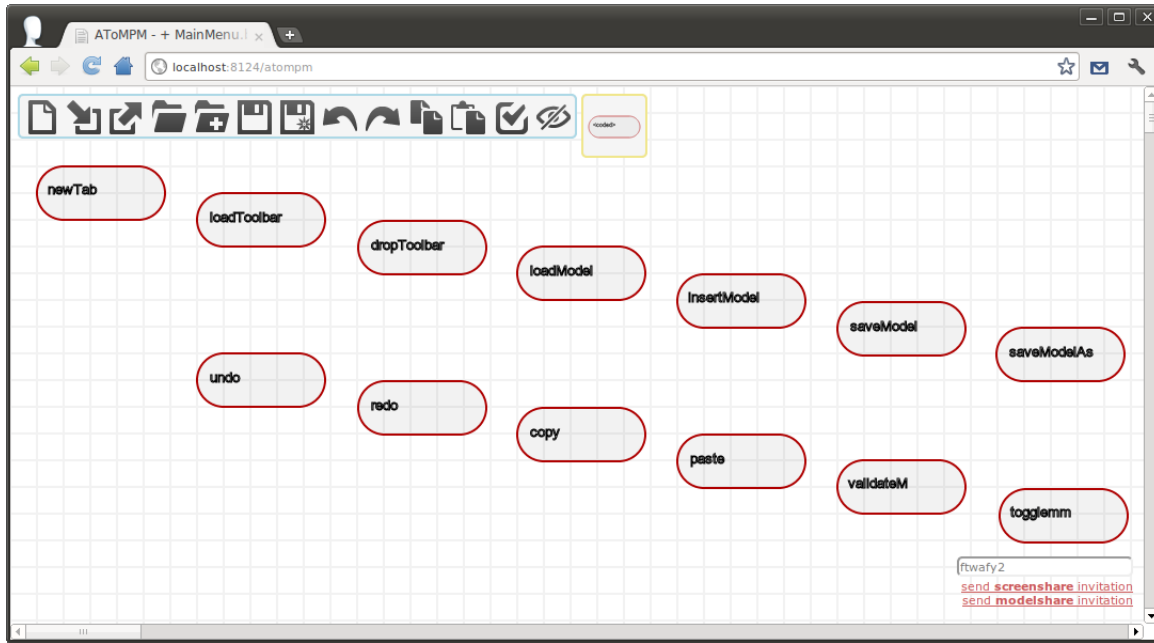 AToMPM - + MainMenu.
localhost:8124/atompm
<coded>
newTab
loadToolbar
dropToolbar
loadModel
insertModel
saveModel
saveModelAs
undo
redo
copy
paste
validateM
togglemm
ftwafy2
send screenshare invitation
send modelshare invitation